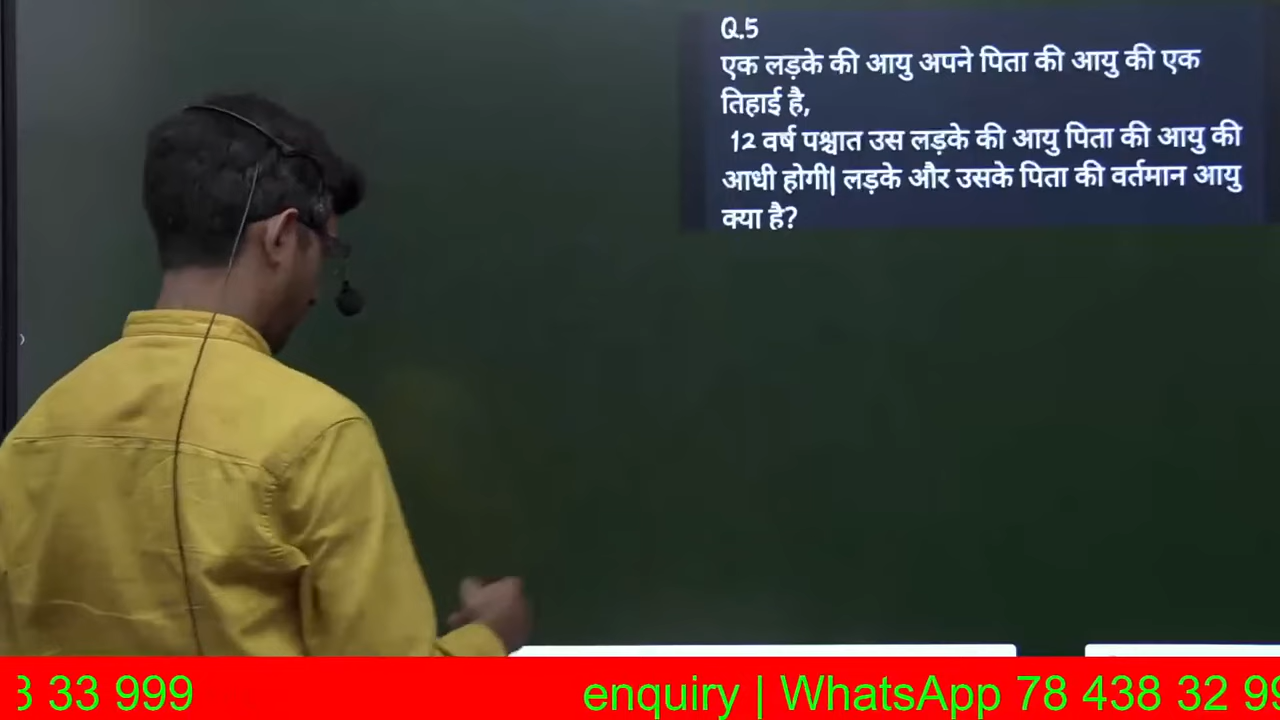 Q.5
एक लड़के की आयु अपने पिता की आयु की एक
तिहाई है,
12 वर्ष पश्चात उस लड़के की आयु पिता की आयु की
आधी होगी| लड़के और उसके पिता की वर्तमान आयु
क्या है?
33 999
enquiry | WhatsApp 78 438 32 99